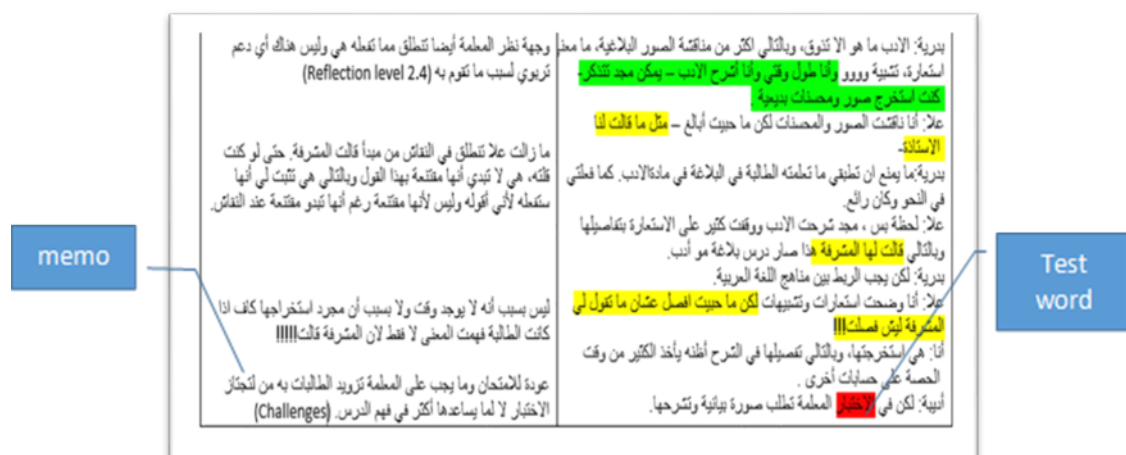 بدرية: الادب ما هو الا تذوق، وبالتالي اكثر من مناقشة الصور البلاغية، ما معنى
استعارة، تشبية وووو وأنا طول وقتي وأنا أشرح الادب – يمكن مجد تتذكر-
كنت استخرج صور ومحسنات بديعية .
علا: أنا ناقشت الصور والمحسنات لكن ما حبيت أبالغ – مثل ما قالت لنا
الاستاذة-
بدرية:ما يمنع ان تطبقي ما تعلمته الطالبة في البلاغة في مادةالادب. كما فعلتي
في النحو وكان رائع.
علا: لحظة بس ، مجد شرحت الادب ووقفت كثير على الاستعارة بتفاصيلها
وبالتالي قالت لها المشرفة هذا صار درس بلاغة مو أدب.
بدرية: لكن يجب الربط بين مناهج اللغة العربية.
علا: أنا وضحت استعارات وتشبيهات لكن ما حبيت افصل عشان ما تقول لي
المشرفة ليش فصلت!!!
أنا: هي استخرجتها، وبالتالي تفصيلها في الشرح أظنه يأخذ الكثير من وقت
الحصة على حسابات أخرى .
أديبة: لكن في الاختبار المعلمة تطلب صورة بيانية وتشرحها.
وجهة نظر المعلمة أيضا تنطلق مما تفعله هي وليس هناك أي دعم
تربوي لسبب ما تقوم به (Reflection level 2.4)
ما زالت علا تنطلق في النقاش من مبدأ قالت المشرفة. حتى لو كنت
قلته، هي لا تبدي أنها مقتنعة بهذا القول وبالتالي هي تثبت لي أنها
ستفعله لأني أقوله وليس لأنها مقتنعة رغم أنها تبدو مقتنعة عند النقاش.
ليس بسبب أنه لا يوجد وقت ولا بسبب أن مجرد استخراجها كاف اذا
كانت الطالبة فهمت المعنى لا فقط لان المشرفة قالت!!!!!
عودة للامتحان وما يجب على المعلمة تزويد الطالبات به من لتجتاز
الاختبار لا لما يساعدها أكثر في فهم الدرس. (Challenges)
memo
Test
word